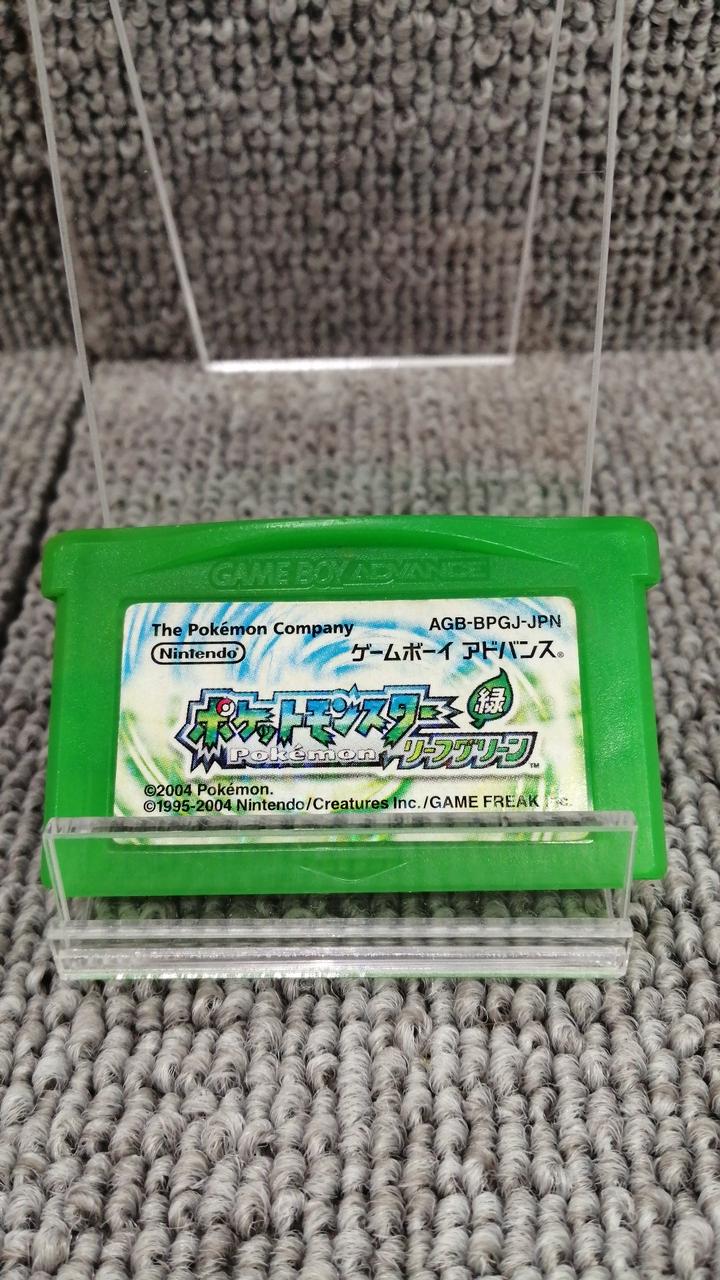 GAME BOY ADVANCE
The Pokémon Company AGB-BPGJ-JPN
Nintendo ゲームボーイ アドバンス®
ポケットモンスター 緑
Pokémon リーフグリーン ™
©2004 Pokémon.
©1995-2004 Nintendo/Creatures Inc./GAME FREAK inc.